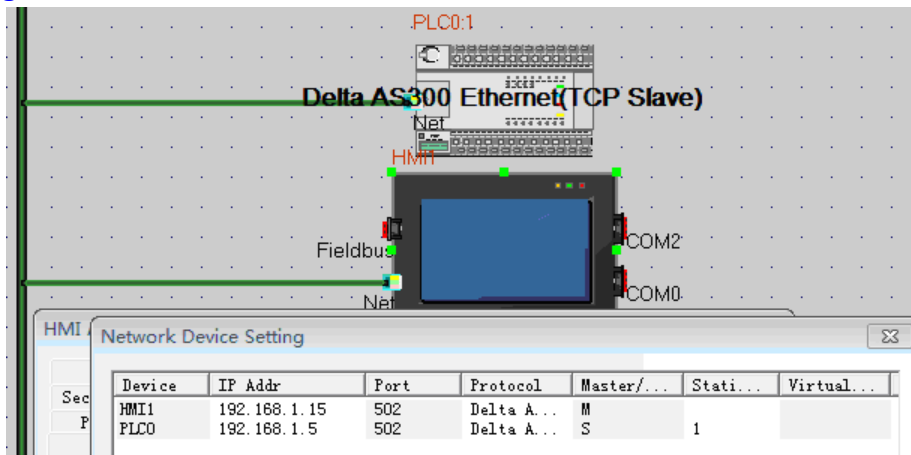 PLC0:1
Delta AS300 Ethernet(TCP Slave)
Net
HMI1
Fieldbus
COM2
Net
COM0
HMI
Network Device Setting
Device IP Addr Port Protocol Master/... Stati... Virtual...
HMI1 192.168.1.15 502 Delta A... M
PLC0 192.168.1.5 502 Delta A... S 1
Sec
P